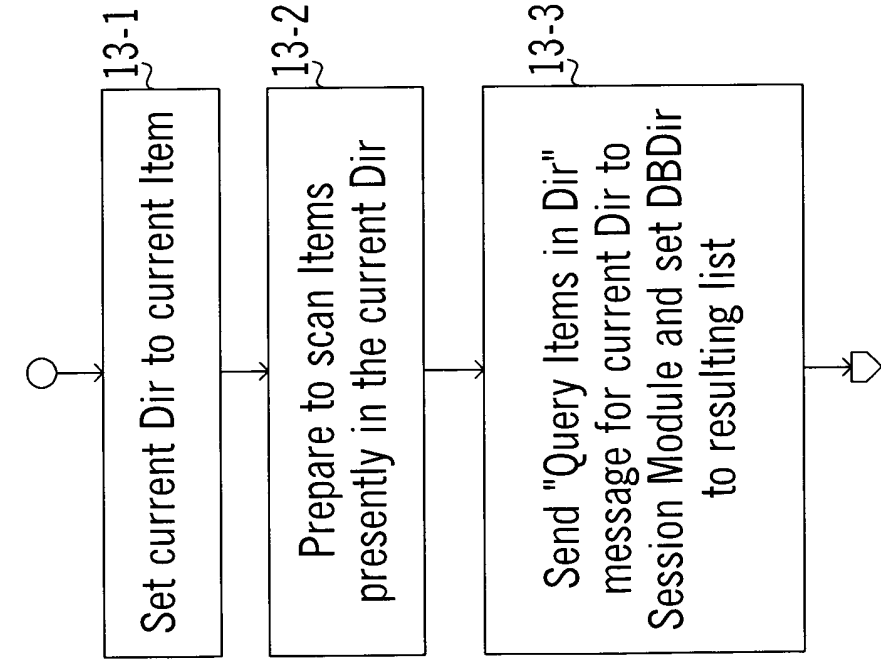 13-1
Set current Dir to current Item
13-2
Prepare to scan Items
presently in the current Dir
13-3
Send "Query Items in Dir"
message for current Dir to
Session Module and set DBDir
to resulting list